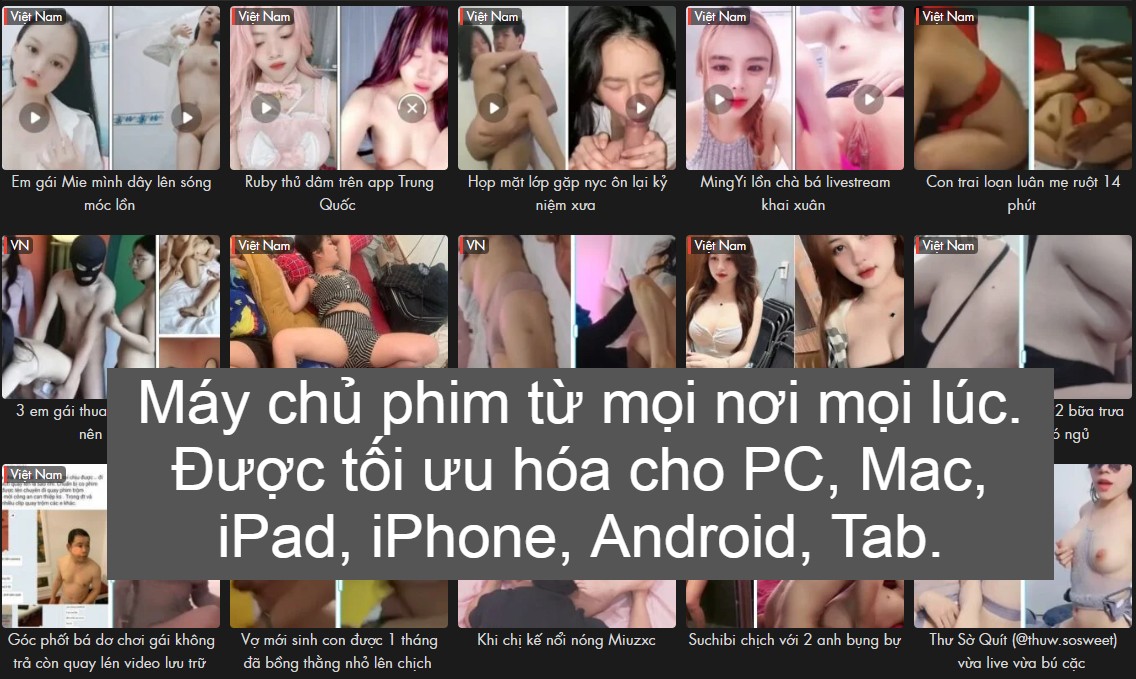 Việt Nam
Việt Nam
Việt Nam
Việt Nam
Việt Nam
Em gái Mie mình dây lên sóng
móc lồn
Ruby thủ dâm trên app Trung
Quốc
Họp mặt lớp gặp nyc ôn lại kỷ
niệm xưa
MingYi lồn chà bá livestream
khai xuân
Con trai loạn luân mẹ ruột 14
phút
VN
Việt Nam
VN
Việt Nam
Việt Nam
3 em gái thua
nên
2 bữa trưa
ngủ
Máy chủ phim từ mọi nơi mọi lúc.
Được tối ưu hóa cho PC, Mac,
iPad, iPhone, Android, Tab.
Việt Nam
Góc phốt bá dơ chơi gái không
trả còn quay lén video lưu trữ
Vợ mới sinh con được 1 tháng
đã bồng thằng nhỏ lên chịch
Khi chị kế nổi nóng Miuzxc
Suchibi chịch với 2 anh bụng bự
Thư Sờ Quít (@thuw.sosweet)
vừa live vừa bú cặc